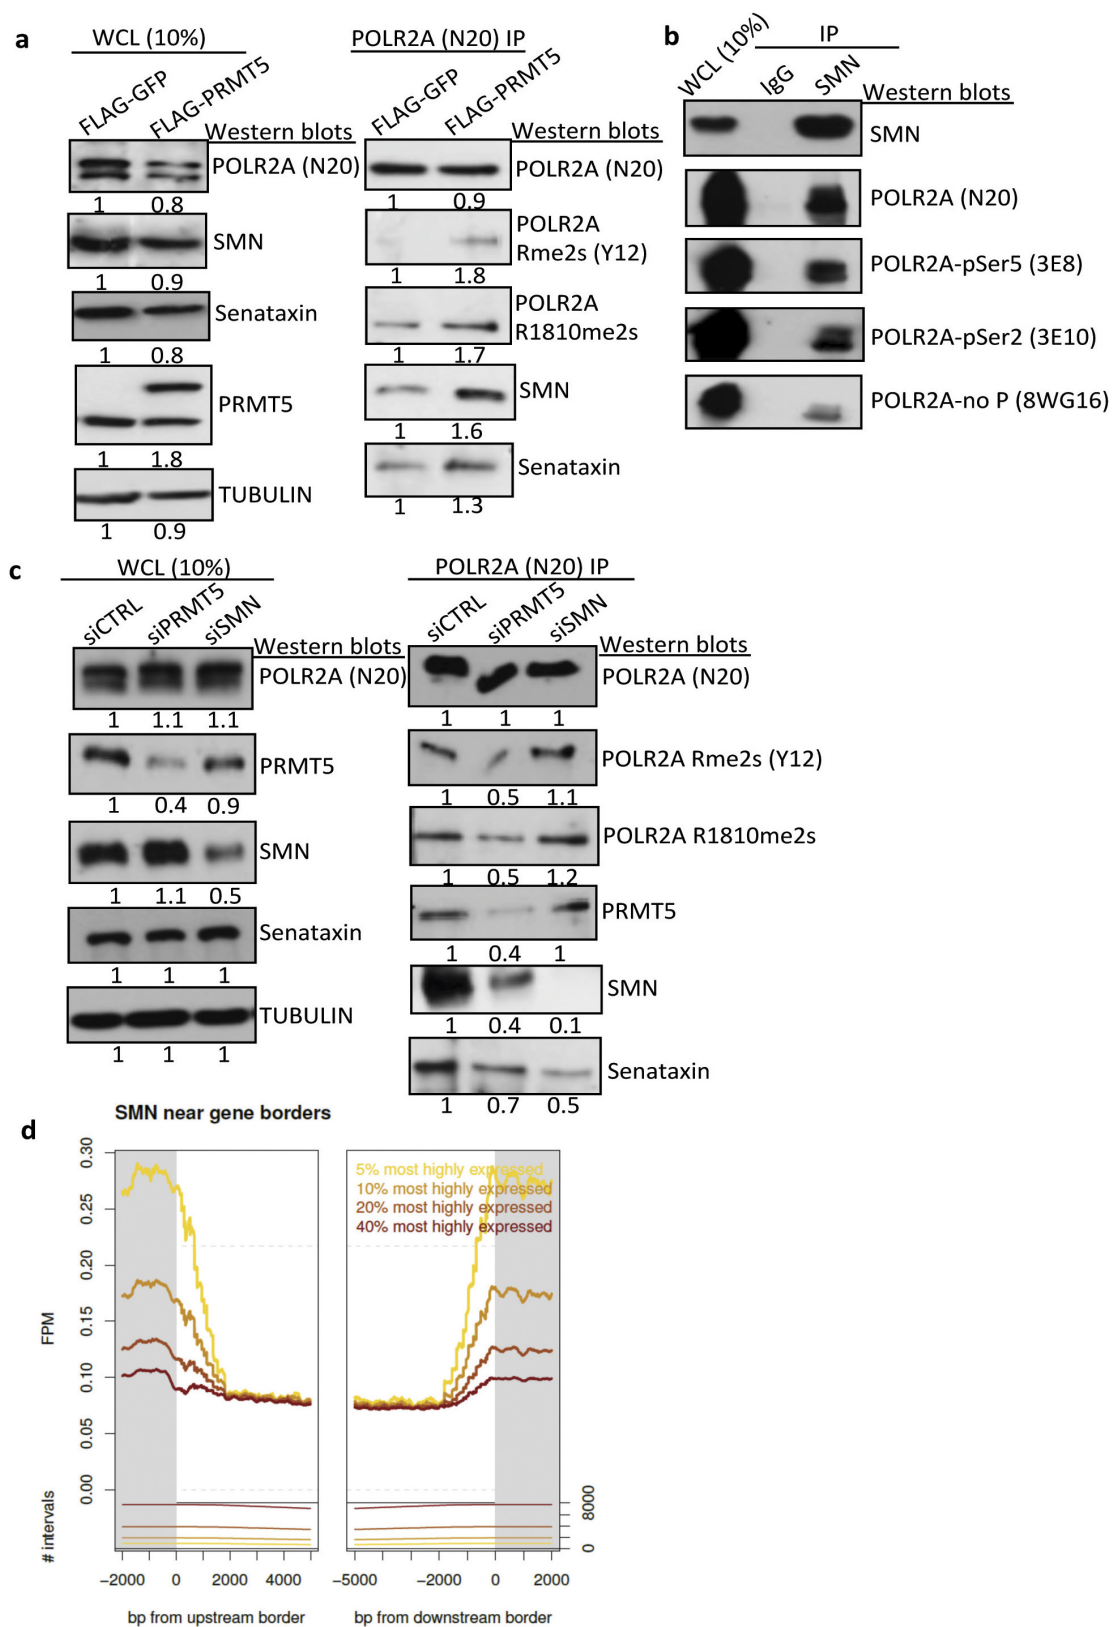 a
WCL (10%)
FLAG-GFP
FLAG-PRMT5
Western blots
POLR2A (N20)
1 0.8
SMN
1 0.9
Senataxin
1 0.8
PRMT5
1 1.8
TUBULIN
1 0.9
POLR2A (N20) IP
FLAG-GFP
FLAG-PRMT5
Western blots
POLR2A (N20)
1 0.9
POLR2A
Rme2s (Y12)
1 1.8
POLR2A
R1810me2s
1 1.7
SMN
1 1.6
Senataxin
1 1.3
b
WCL (10%)
IP
IgG
SMN
Western blots
SMN
POLR2A (N20)
POLR2A-pSer5 (3E8)
POLR2A-pSer2 (3E10)
POLR2A-no P (8WG16)
c
WCL (10%)
siCTRL
siPRMT5
siSMN
Western blots
POLR2A (N20)
1 1.1 1.1
PRMT5
1 0.4 0.9
SMN
1 1.1 0.5
Senataxin
1 1 1
TUBULIN
1 1 1
POLR2A (N20) IP
siCTRL
siPRMT5
siSMN
Western blots
POLR2A (N20)
1 1 1
POLR2A Rme2s (Y12)
1 0.5 1.1
POLR2A R1810me2s
1 0.5 1.2
PRMT5
1 0.4 1
SMN
1 0.4 0.1
Senataxin
1 0.7 0.5
d
SMN near gene borders
5% most highly expressed
10% most highly expressed
20% most highly expressed
40% most highly expressed
0.30
0.25
0.20
0.15
0.10
0.05
0.00
FPM
# intervals
8000
0
−2000 0 2000 4000
bp from upstream border
−5000 −2000 0 2000
bp from downstream border